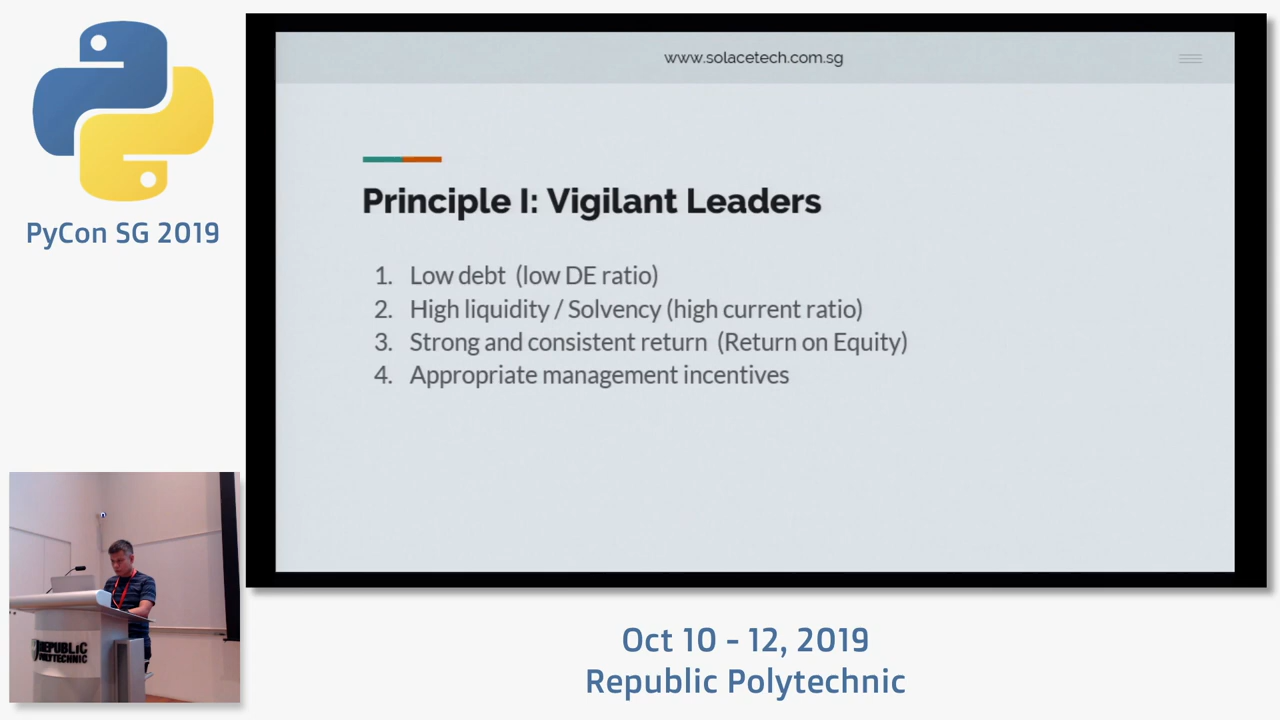 PyCon SG 2019
www.solacetech.com.sg
Principle I: Vigilant Leaders
1. Low debt (low DE ratio)
2. High liquidity / Solvency (high current ratio)
3. Strong and consistent return (Return on Equity)
4. Appropriate management incentives
REPUBLIC
POLYTECHNIC
Oct 10 - 12, 2019
Republic Polytechnic